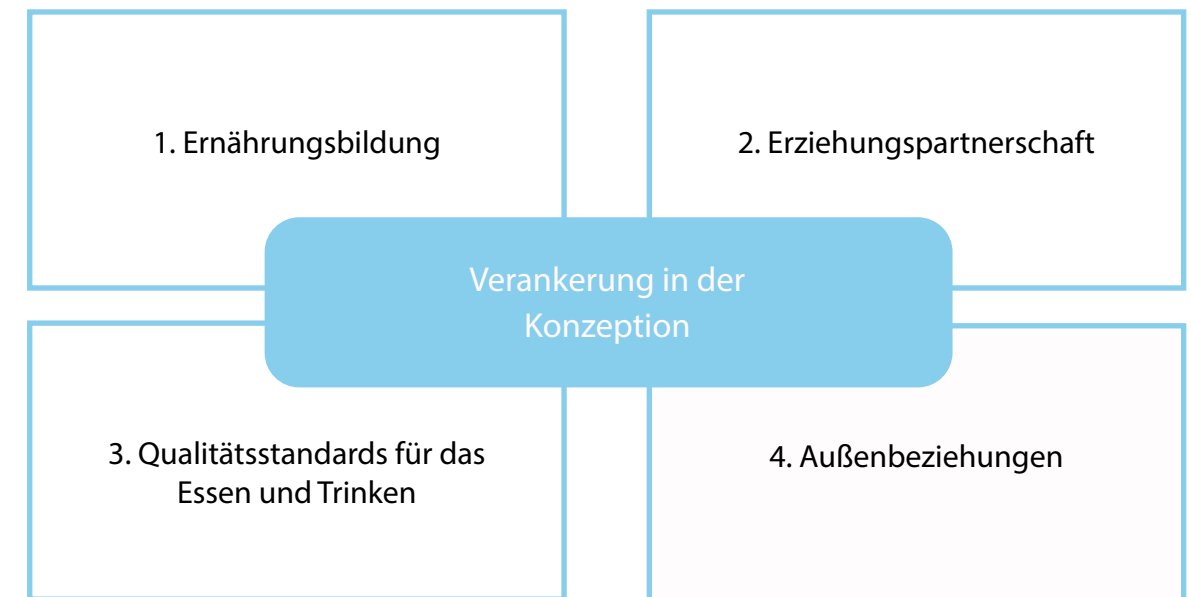 1. Ernährungsbildung
2. Erziehungspartnerschaft
Verankerung in der
Konzeption
3. Qualitätsstandards für das
Essen und Trinken
4. Außenbeziehungen